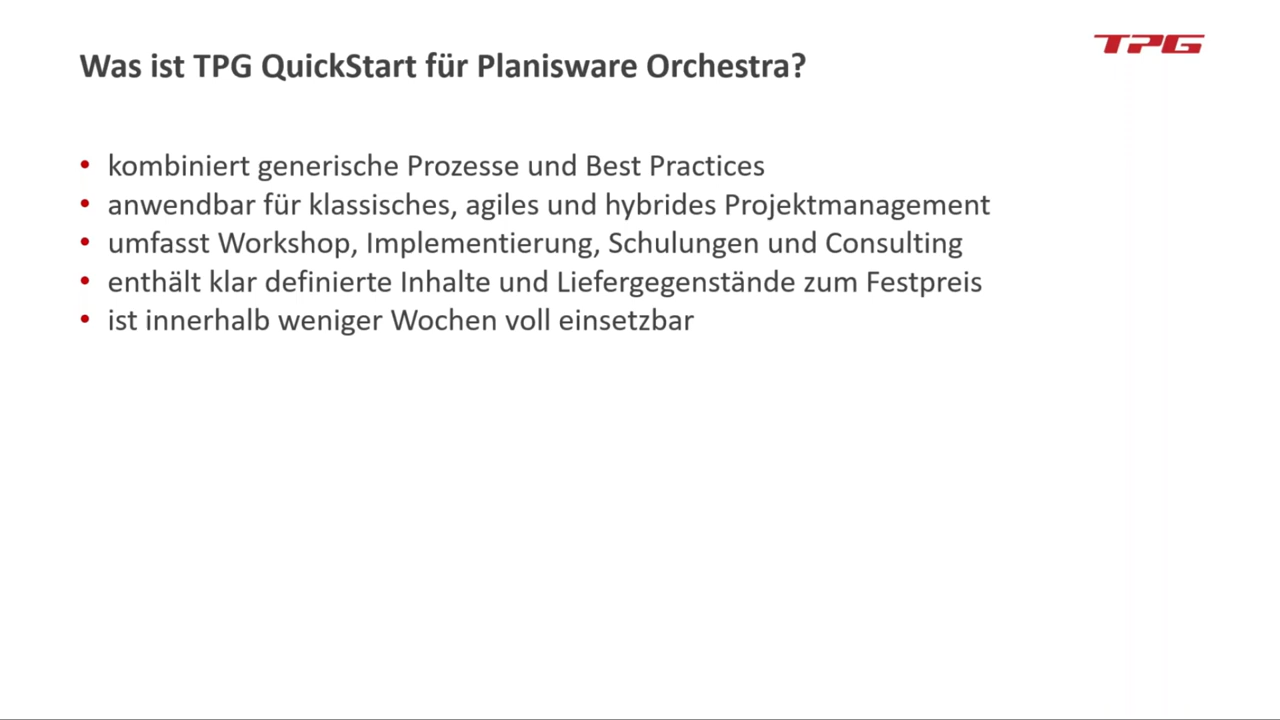 TPG
Was ist TPG QuickStart für Planisware Orchestra?
• kombiniert generische Prozesse und Best Practices
• anwendbar für klassisches, agiles und hybrides Projektmanagement
• umfasst Workshop, Implementierung, Schulungen und Consulting
• enthält klar definierte Inhalte und Liefergegenstände zum Festpreis
• ist innerhalb weniger Wochen voll einsetzbar